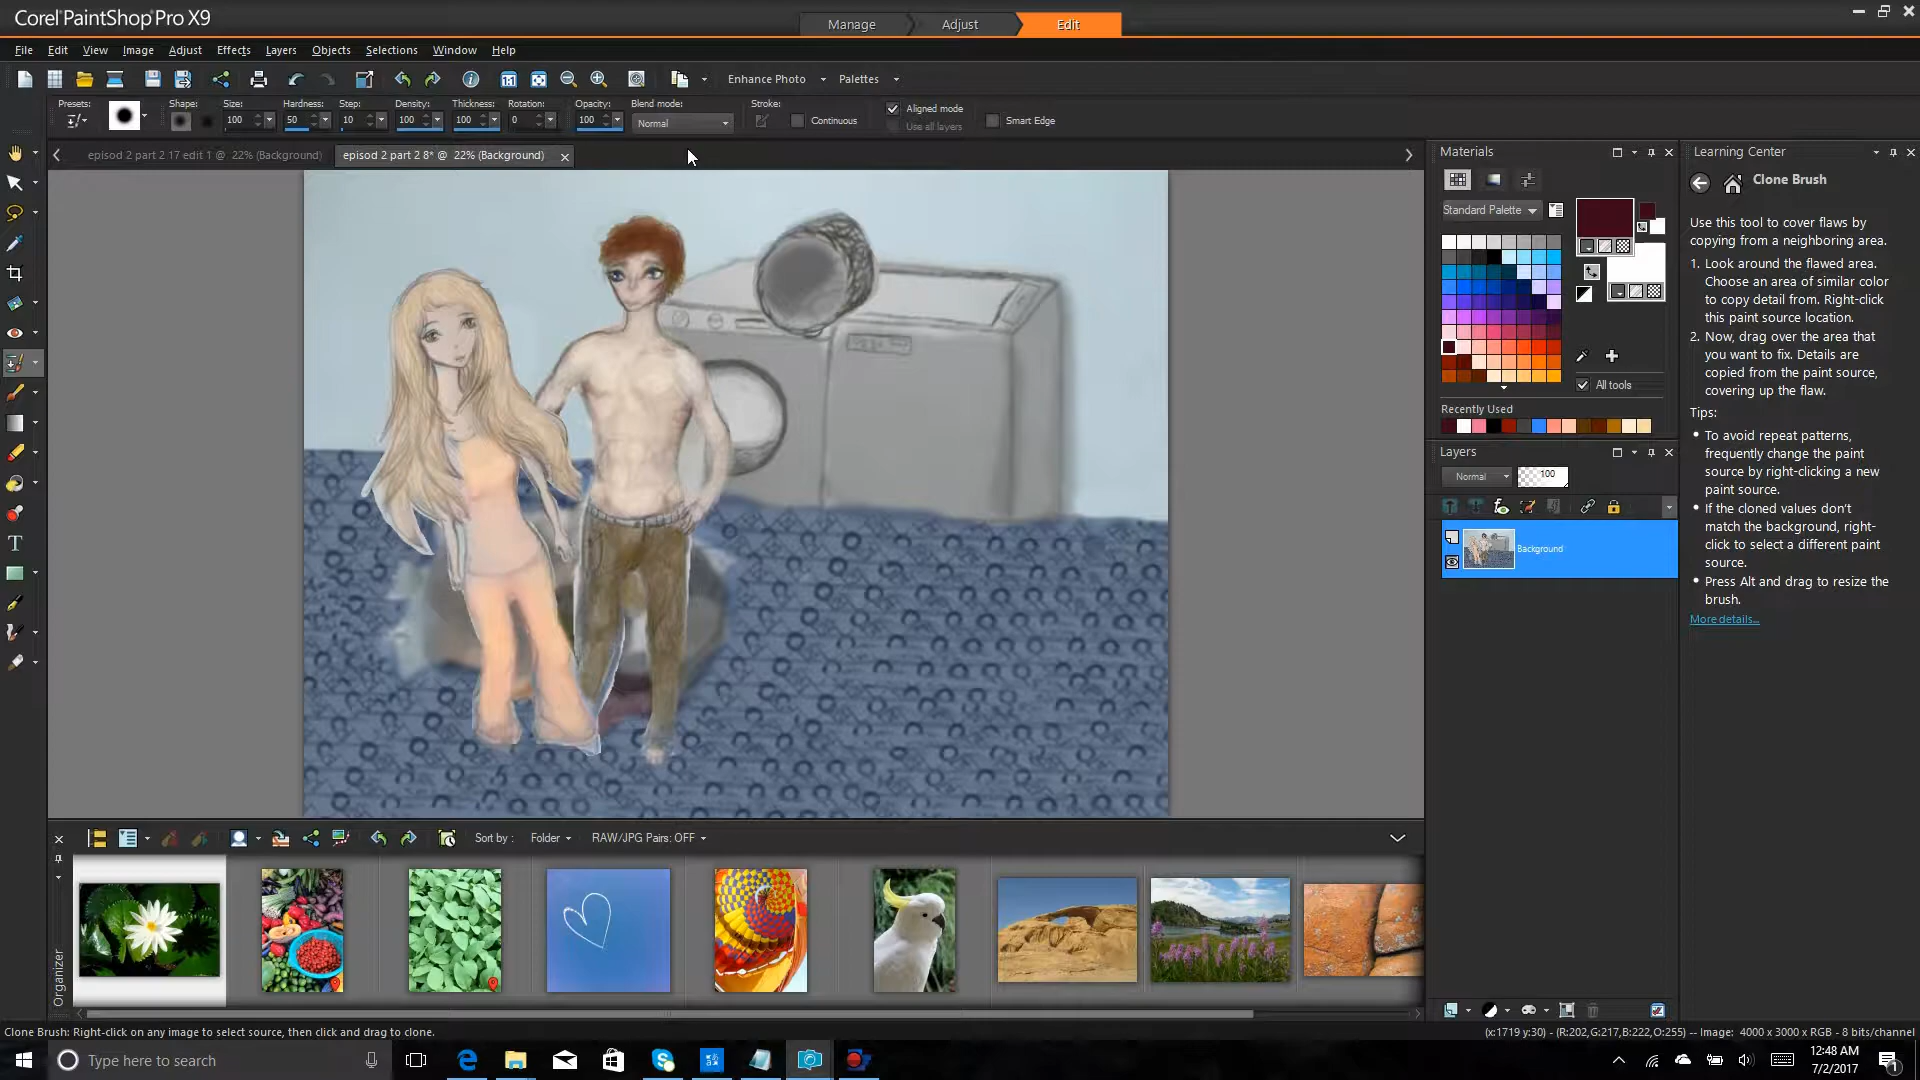 Corel PaintShop Pro X9
Manage Adjust Edit
File Edit View Image Adjust Effects Layers Objects Selections Window Help
Enhance Photo Palettes
Presets: Shape: Size: Hardness: Step: Density: Thickness: Rotation: Opacity: Blend mode: Stroke: Aligned mode
100 50 10 100 100 0 100 Normal Continuous Use all layers Smart Edge
episod 2 part 2 17 edit 1 @ 22% (Background) episod 2 part 2 8* @ 22% (Background)
Materials
Standard Palette
All tools
Recently Used
Layers
Normal 100
Background
Learning Center
Clone Brush
Use this tool to cover flaws by
copying from a neighboring area.
1. Look around the flawed area.
Choose an area of similar color
to copy detail from. Right-click
this paint source location.
2. Now, drag over the area that
you want to fix. Details are
copied from the paint source,
covering up the flaw.
Tips:
• To avoid repeat patterns,
frequently change the paint
source by right-clicking a new
paint source.
• If the cloned values don't
match the background, right-
click to select a different paint
source.
• Press Alt and drag to resize the
brush.
More details...
Sort by : Folder RAW/JPG Pairs: OFF
Organizer
Clone Brush: Right-click on any image to select source, then click and drag to clone.
(x:1719 y:30) - (R:202,G:217,B:222,O:255) -- Image: 4000 x 3000 x RGB - 8 bits/channel
Type here to search
12:48 AM
7/2/2017
1